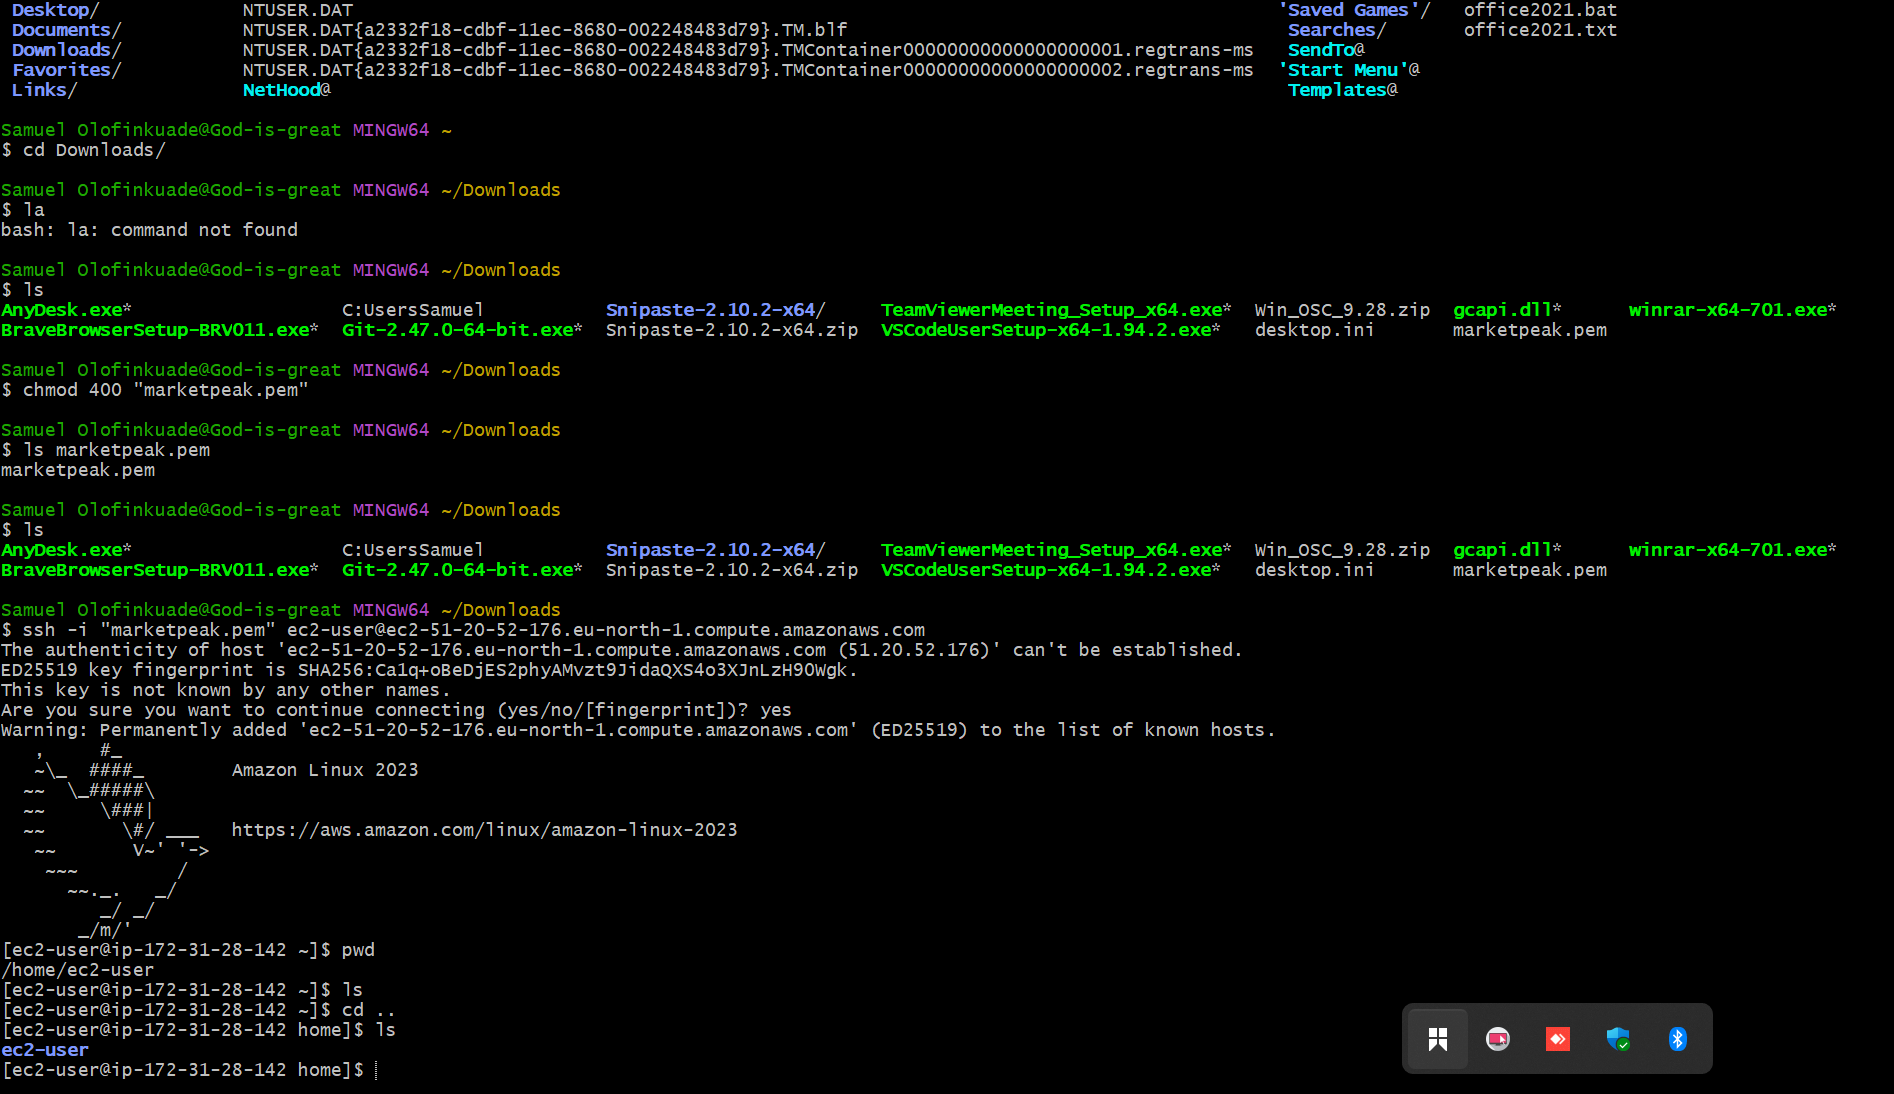 Desktop/ NTUSER.DAT 'Saved Games'/ office2021.bat
Documents/ NTUSER.DAT{a2332f18-cdbf-11ec-8680-002248483d79}.TM.blf Searches/ office2021.txt
Downloads/ NTUSER.DAT{a2332f18-cdbf-11ec-8680-002248483d79}.TMContainer00000000000000000001.regtrans-ms SendTo@
Favorites/ NTUSER.DAT{a2332f18-cdbf-11ec-8680-002248483d79}.TMContainer00000000000000000002.regtrans-ms 'Start Menu'@
Links/ NetHood@ Templates@

Samuel Olofinkuade@God-is-great MINGW64 ~
$ cd Downloads/

Samuel Olofinkuade@God-is-great MINGW64 ~/Downloads
$ la
bash: la: command not found

Samuel Olofinkuade@God-is-great MINGW64 ~/Downloads
$ ls
AnyDesk.exe* C:UsersSamuel Snipaste-2.10.2-x64/ TeamViewerMeeting_Setup_x64.exe* Win_OSC_9.28.zip gcapi.dll* winrar-x64-701.exe*
BraveBrowserSetup-BRV011.exe* Git-2.47.0-64-bit.exe* Snipaste-2.10.2-x64.zip VSCodeUserSetup-x64-1.94.2.exe* desktop.ini marketpeak.pem

Samuel Olofinkuade@God-is-great MINGW64 ~/Downloads
$ chmod 400 "marketpeak.pem"

Samuel Olofinkuade@God-is-great MINGW64 ~/Downloads
$ ls marketpeak.pem
marketpeak.pem

Samuel Olofinkuade@God-is-great MINGW64 ~/Downloads
$ ls
AnyDesk.exe* C:UsersSamuel Snipaste-2.10.2-x64/ TeamViewerMeeting_Setup_x64.exe* Win_OSC_9.28.zip gcapi.dll* winrar-x64-701.exe*
BraveBrowserSetup-BRV011.exe* Git-2.47.0-64-bit.exe* Snipaste-2.10.2-x64.zip VSCodeUserSetup-x64-1.94.2.exe* desktop.ini marketpeak.pem

Samuel Olofinkuade@God-is-great MINGW64 ~/Downloads
$ ssh -i "marketpeak.pem" ec2-user@ec2-51-20-52-176.eu-north-1.compute.amazonaws.com
The authenticity of host 'ec2-51-20-52-176.eu-north-1.compute.amazonaws.com (51.20.52.176)' can't be established.
ED25519 key fingerprint is SHA256:Ca1q+oBeDjES2phyAMvzt9JidaQXS4o3XJnLzH90Wgk.
This key is not known by any other names.
Are you sure you want to continue connecting (yes/no/[fingerprint])? yes
Warning: Permanently added 'ec2-51-20-52-176.eu-north-1.compute.amazonaws.com' (ED25519) to the list of known hosts.
   ,     #_
   ~\_  ####_        Amazon Linux 2023
  ~~  \_#####\
  ~~     \###|
  ~~       \#/ ___   https://aws.amazon.com/linux/amazon-linux-2023
   ~~       V~' '->
    ~~~         /
      ~~._.   _/
         _/ _/
       _/m/'
[ec2-user@ip-172-31-28-142 ~]$ pwd
/home/ec2-user
[ec2-user@ip-172-31-28-142 ~]$ ls
[ec2-user@ip-172-31-28-142 ~]$ cd ..
[ec2-user@ip-172-31-28-142 home]$ ls
ec2-user
[ec2-user@ip-172-31-28-142 home]$